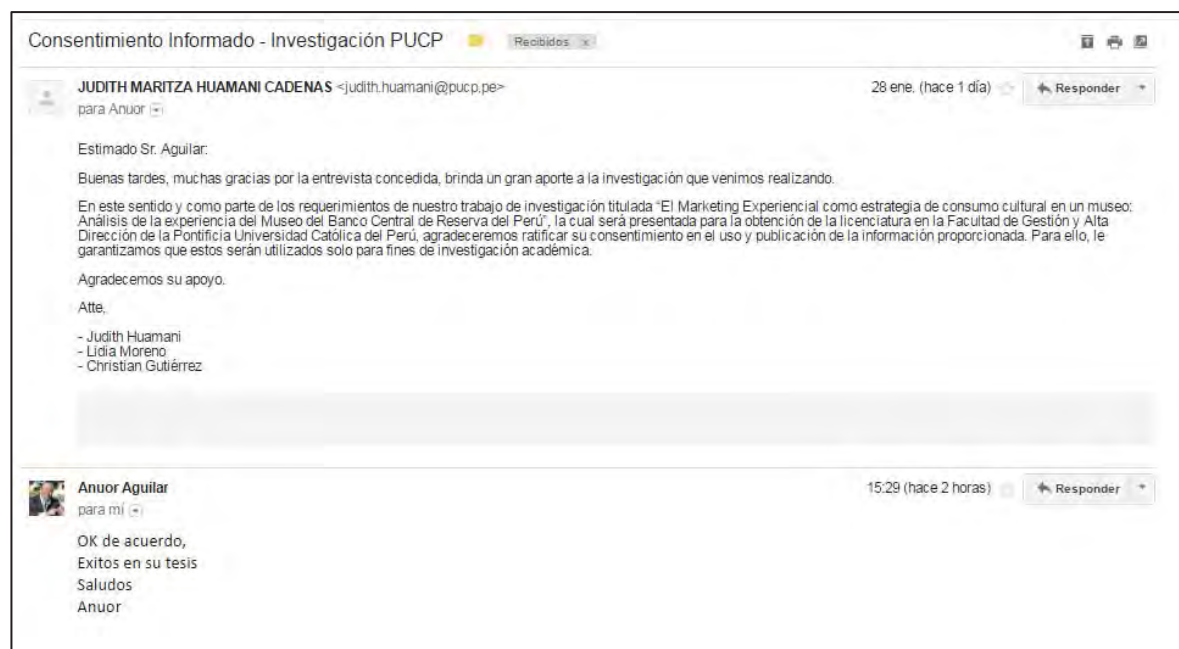 Consentimiento Informado - Investigación PUCP Recibidos x
JUDITH MARITZA HUAMANI CADENAS <judith.huamani@pucp.pe> 28 ene. (hace 1 día) Responder
para Anuor
Estimado Sr. Aguilar:
Buenas tardes, muchas gracias por la entrevista concedida, brinda un gran aporte a la investigación que venimos realizando.
En este sentido y como parte de los requerimientos de nuestro trabajo de investigación titulada “El Marketing Experiencial como estrategia de consumo cultural en un museo:
Análisis de la experiencia del Museo del Banco Central de Reserva del Perú”, la cual será presentada para la obtención de la licenciatura en la Facultad de Gestión y Alta
Dirección de la Pontificia Universidad Católica del Perú, agradeceremos ratificar su consentimiento en el uso y publicación de la información proporcionada. Para ello, le
garantizamos que estos serán utilizados solo para fines de investigación académica.
Agradecemos su apoyo.
Atte,
- Judith Huamani
- Lidia Moreno
- Christian Gutiérrez
Anuor Aguilar 15:29 (hace 2 horas) Responder
para mí
OK de acuerdo,
Exitos en su tesis
Saludos
Anuor